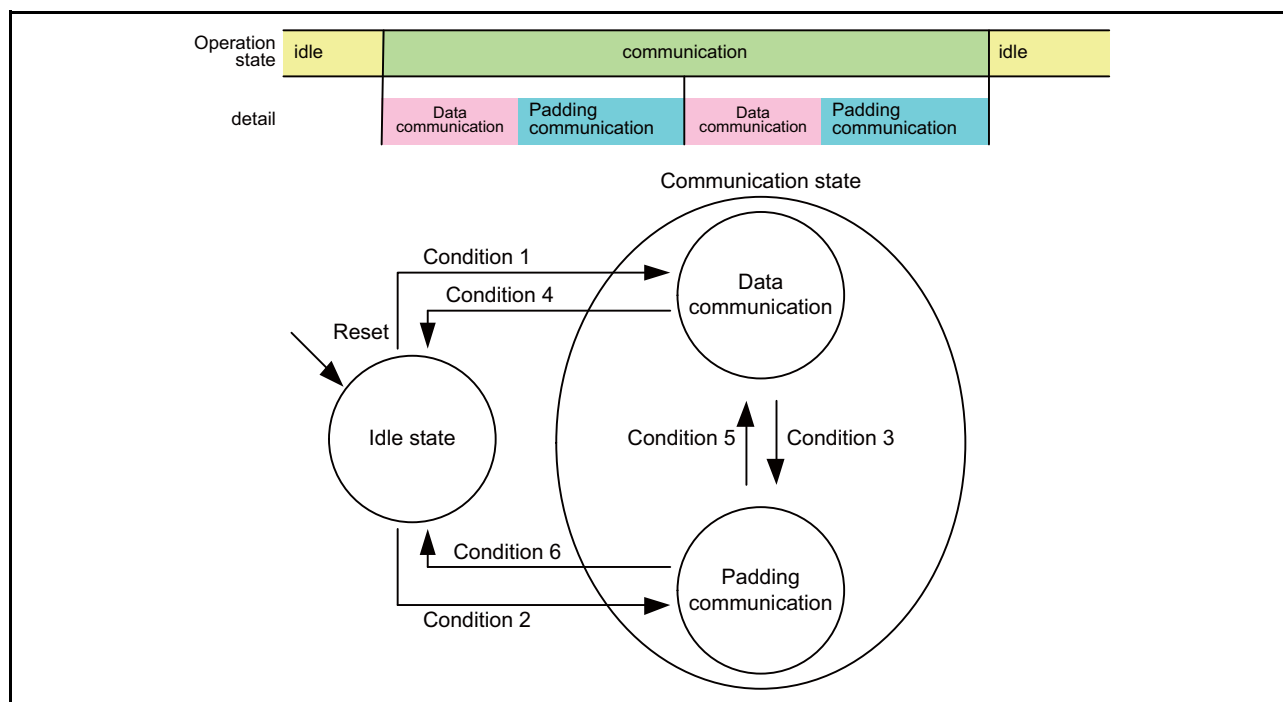 Operation
state
idle
communication
idle
detail
Data
communication
Padding
communication
Data
communication
Padding
communication
Communication state
Condition 1
Data
communication
Condition 4
Reset
Idle state
Condition 5
Condition 3
Condition 6
Padding
communication
Condition 2